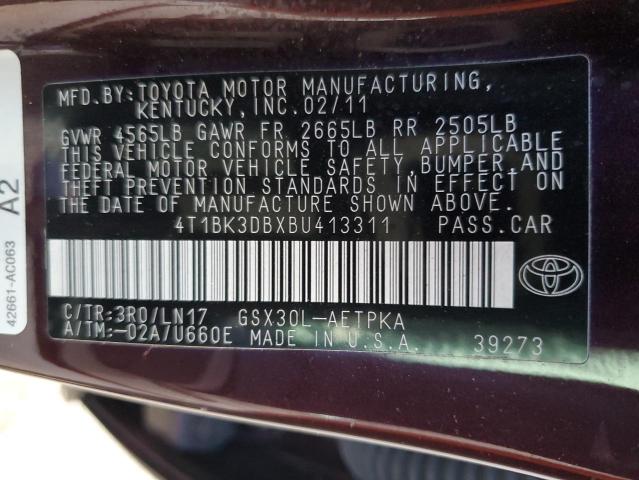 MFD.BY:TOYOTA MOTOR MANUFACTURING,
KENTUCKY, INC.02/11
GVWR 4565LB GAWR FR 2665LB RR 2505LB
THIS VEHICLE CONFORMS TO ALL APPLICABLE
FEDERAL MOTOR VEHICLE SAFETY,BUMPER,AND
THEFT PREVENTION STANDARDS IN EFFECT ON
THE DATE OF MANUFACTURE SHOWN ABOVE.
4T1BK3DBXBU413311 PASS.CAR
C/TR:3R0/LN17 GSX30L-AETPKA
A/TM:-02A/U660E MADE IN U.S.A. 39273
42661-AC063 A2